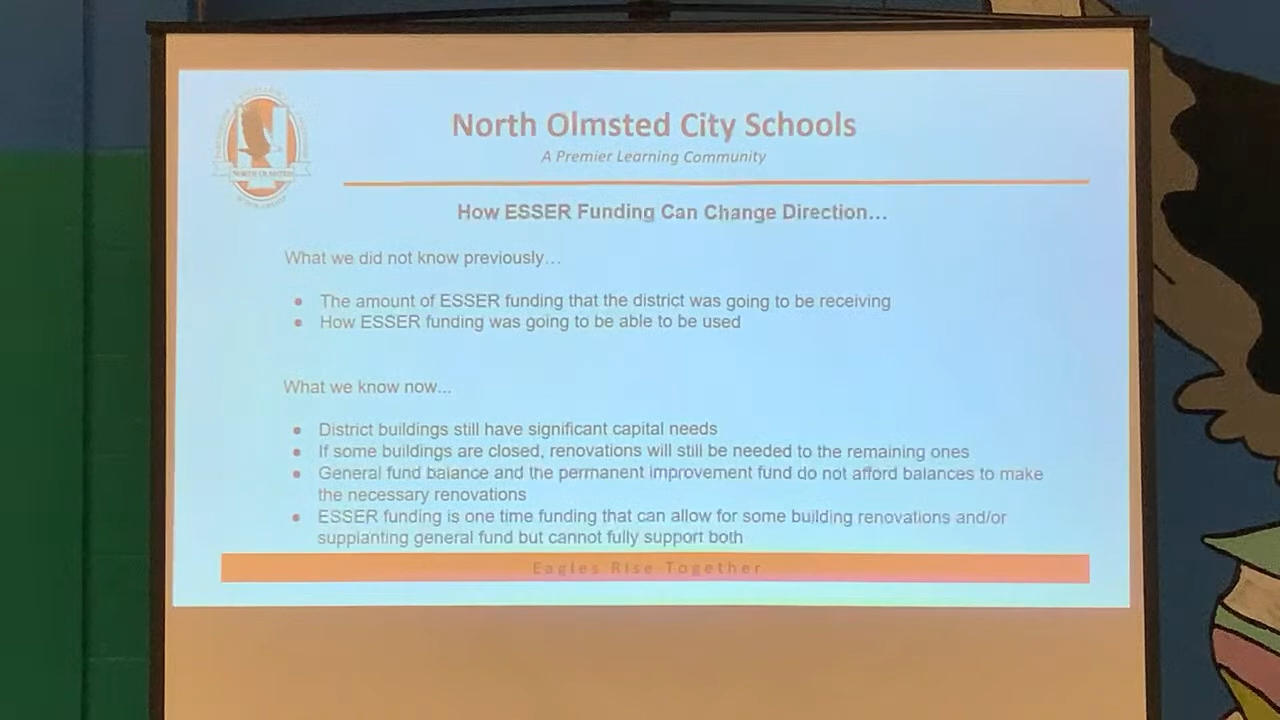 North Olmsted City Schools
A Premier Learning Community
NORTH OLMSTED
How ESSER Funding Can Change Direction…
What we did not know previously…
• The amount of ESSER funding that the district was going to be receiving
• How ESSER funding was going to be able to be used
What we know now...
• District buildings still have significant capital needs
• If some buildings are closed, renovations will still be needed to the remaining ones
• General fund balance and the permanent improvement fund do not afford balances to make
the necessary renovations
• ESSER funding is one time funding that can allow for some building renovations and/or
supplanting general fund but cannot fully support both
Eagles Rise Together